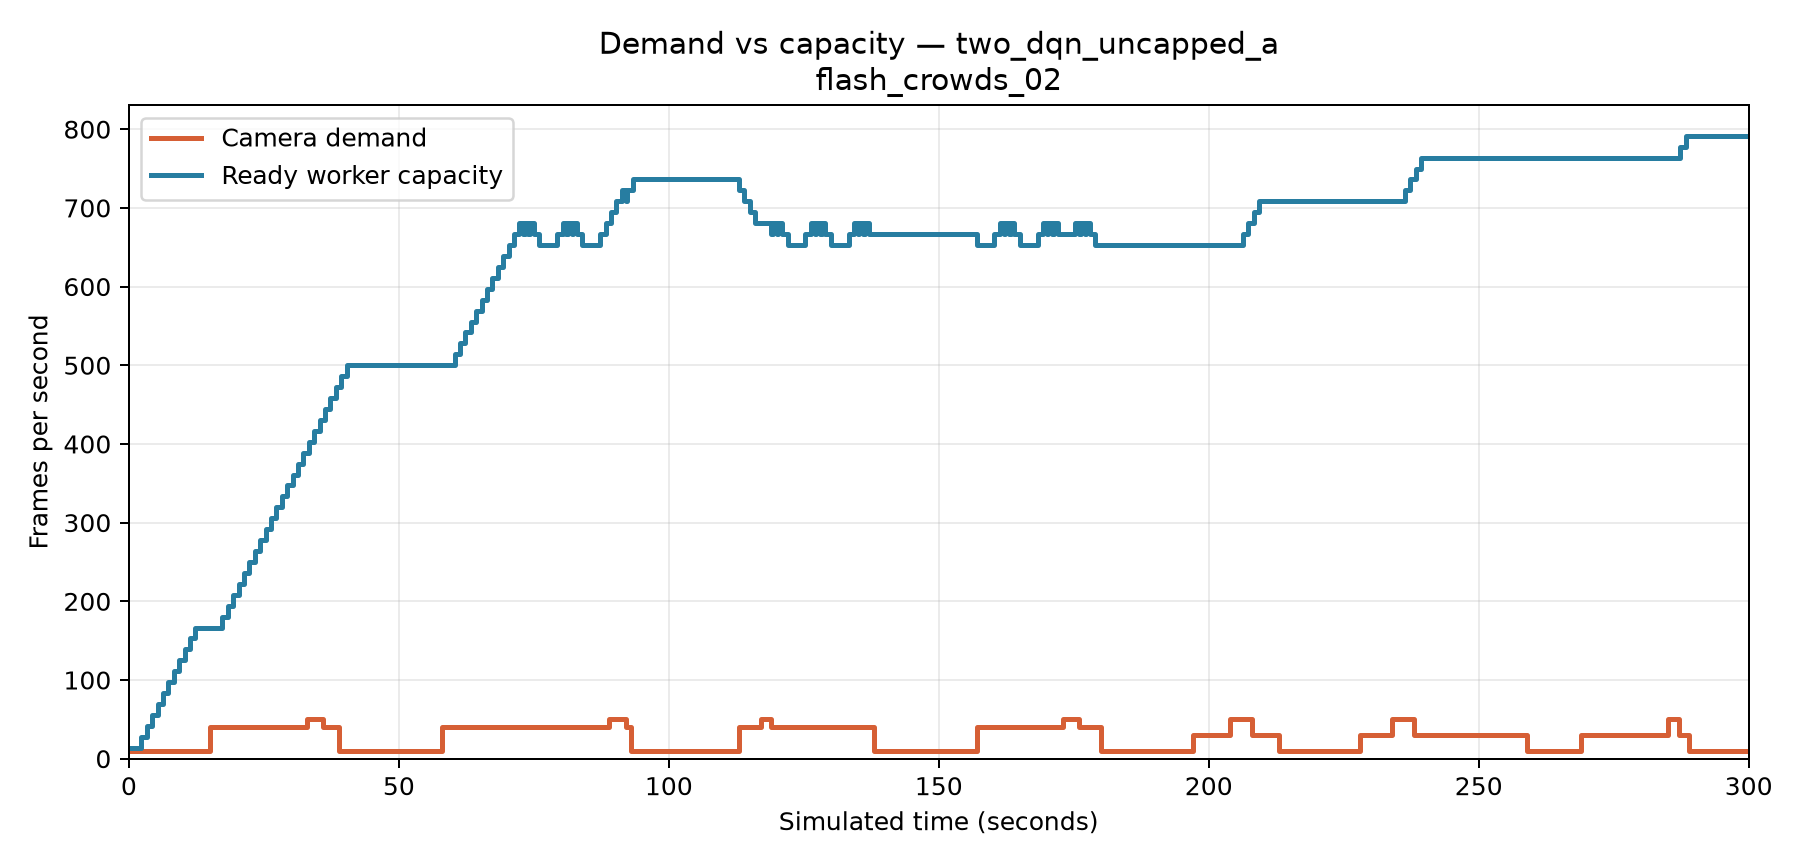 Demand vs capacity — two_dqn_uncapped_a
flash_crowds_02
Camera demand
Ready worker capacity
Frames per second
800
700
600
500
400
300
200
100
0
0 50 100 150 200 250 300
Simulated time (seconds)